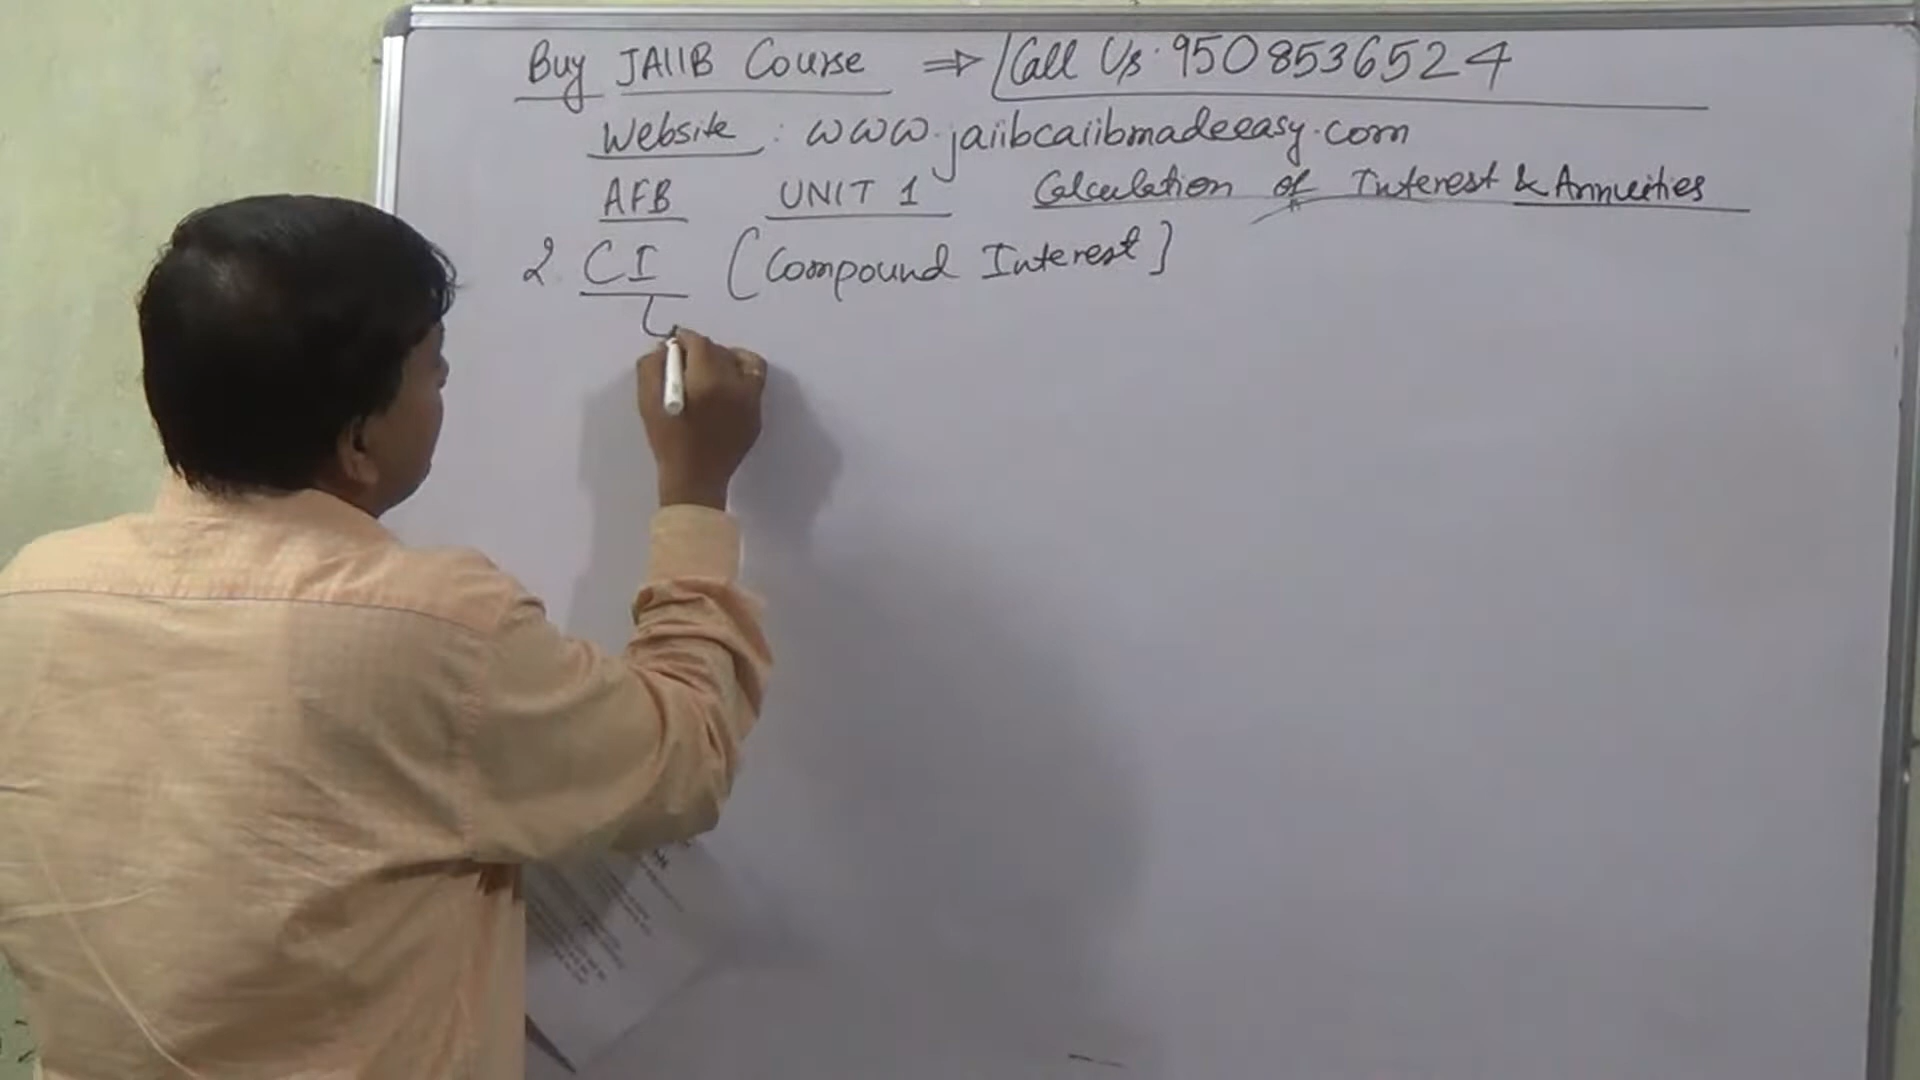 Buy JAIIB Course ⇒ Call Us: 9508536524
Website: www.jaiibcaiibmadeeasy.com
AFB UNIT 1 Calculation of Interest & Annuities
2. CI (Compound Interest]